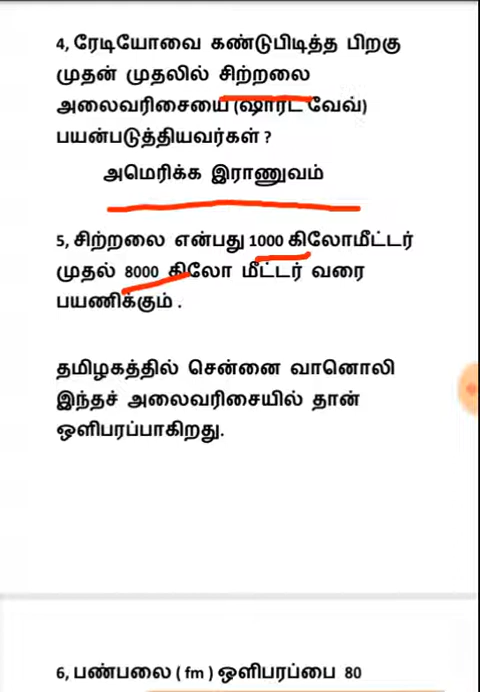 4, ரேடியோவை கண்டுபிடித்த பிறகு
முதன் முதலில் சிற்றலை
அலைவரிசையை (ஷார்ட் வேவ்)
பயன்படுத்தியவர்கள் ?
அமெரிக்க இராணுவம்
5, சிற்றலை என்பது 1000 கிலோமீட்டர்
முதல் 8000 கிலோ மீட்டர் வரை
பயணிக்கும் .
தமிழகத்தில் சென்னை வானொலி
இந்தச் அலைவரிசையில் தான்
ஒளிபரப்பாகிறது.
6, பண்பலை ( fm ) ஒளிபரப்பை 80